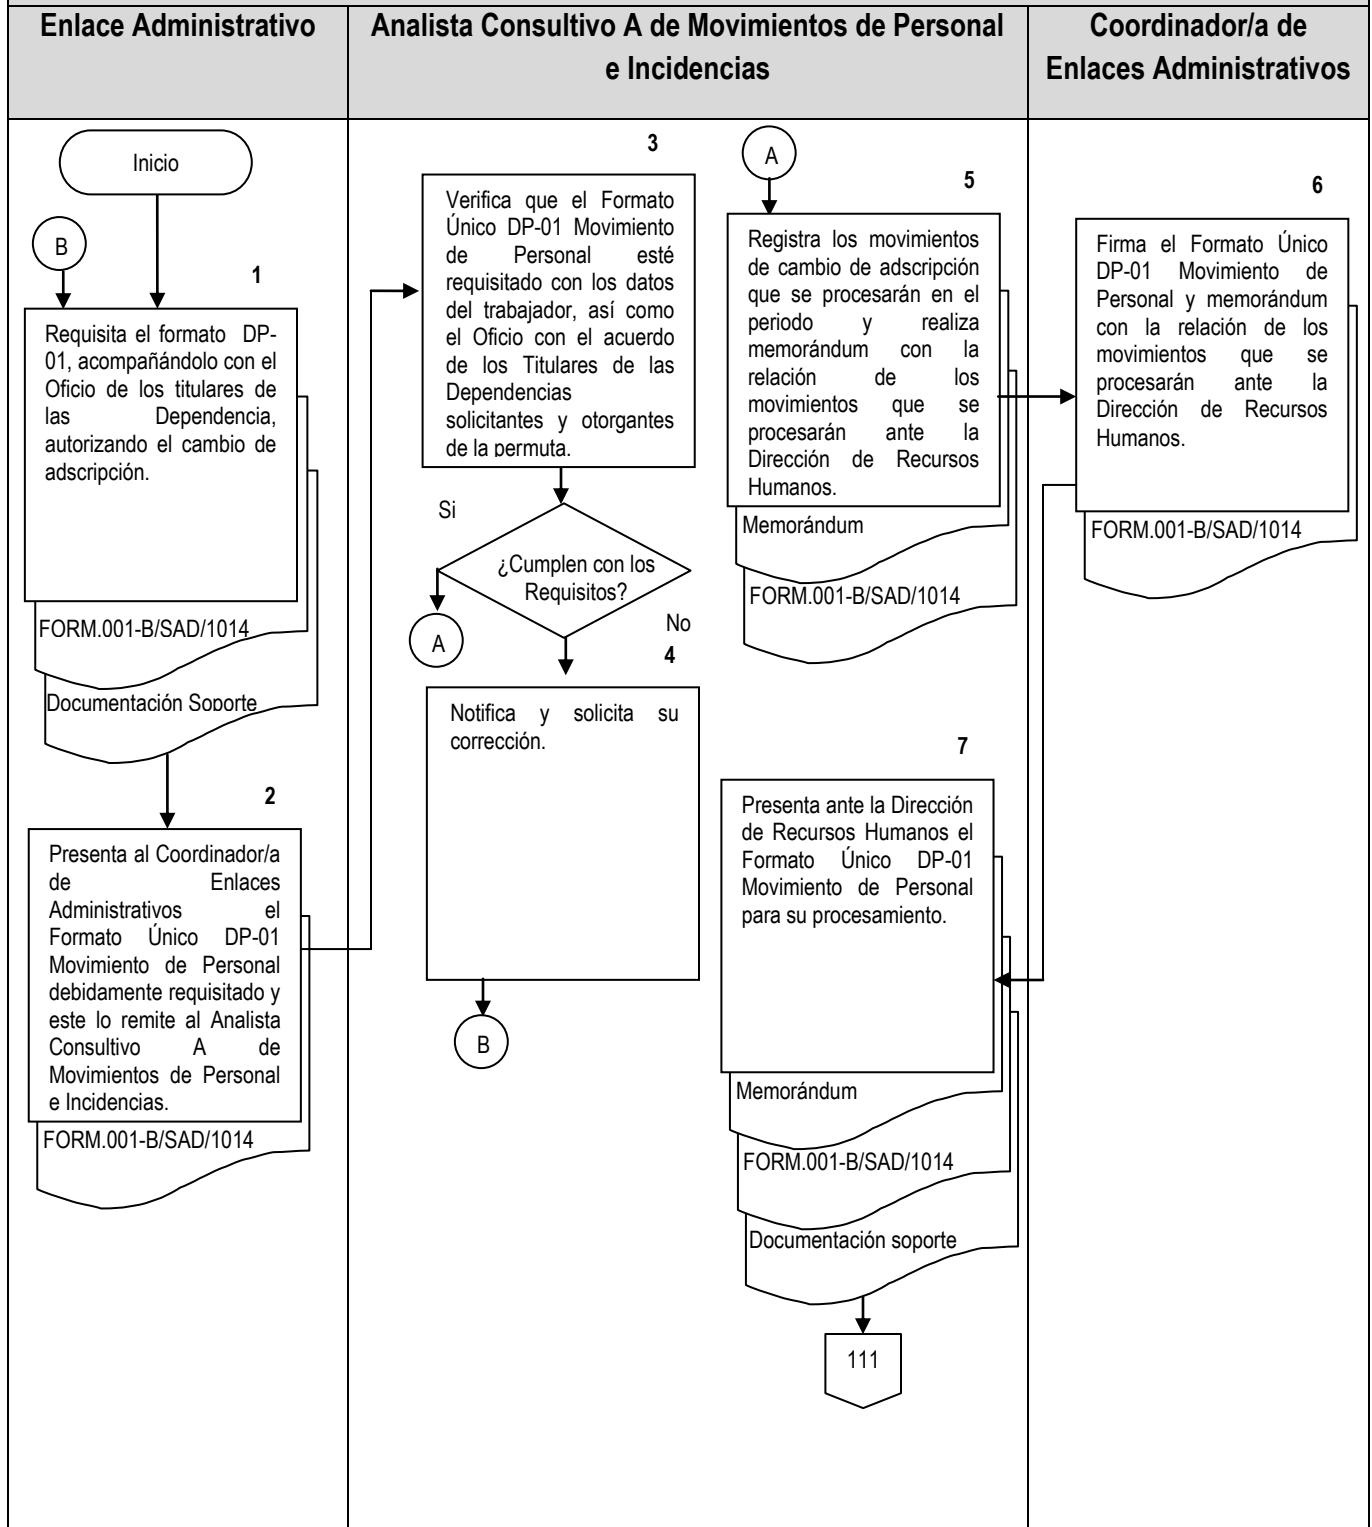 Enlace Administrativo
Analista Consultivo A de Movimientos de Personal
e Incidencias
Coordinador/a de
Enlaces Administrativos
Inicio
B
1
Requisita el formato DP-
01, acompañándolo con el
Oficio de los titulares de
las Dependencia,
autorizando el cambio de
adscripción.
FORM.001-B/SAD/1014
Documentación Soporte
2
Presenta al Coordinador/a
de Enlaces
Administrativos el
Formato Único DP-01
Movimiento de Personal
debidamente requisitado y
este lo remite al Analista
Consultivo A de
Movimientos de Personal
e Incidencias.
FORM.001-B/SAD/1014
3
Verifica que el Formato
Único DP-01 Movimiento
de Personal esté
requisitado con los datos
del trabajador, así como
el Oficio con el acuerdo
de los Titulares de las
Dependencias
solicitantes y otorgantes
de la permuta.
Si
¿Cumplen con los
Requisitos?
A
No
4
Notifica y solicita su
corrección.
B
A
5
Registra los movimientos
de cambio de adscripción
que se procesarán en el
periodo y realiza
memorándum con la
relación de los
movimientos que se
procesarán ante la
Dirección de Recursos
Humanos.
Memorándum
FORM.001-B/SAD/1014
6
Firma el Formato Único
DP-01 Movimiento de
Personal y memorándum
con la relación de los
movimientos que se
procesarán ante la
Dirección de Recursos
Humanos.
FORM.001-B/SAD/1014
7
Presenta ante la Dirección
de Recursos Humanos el
Formato Único DP-01
Movimiento de Personal
para su procesamiento.
Memorándum
FORM.001-B/SAD/1014
Documentación soporte
111